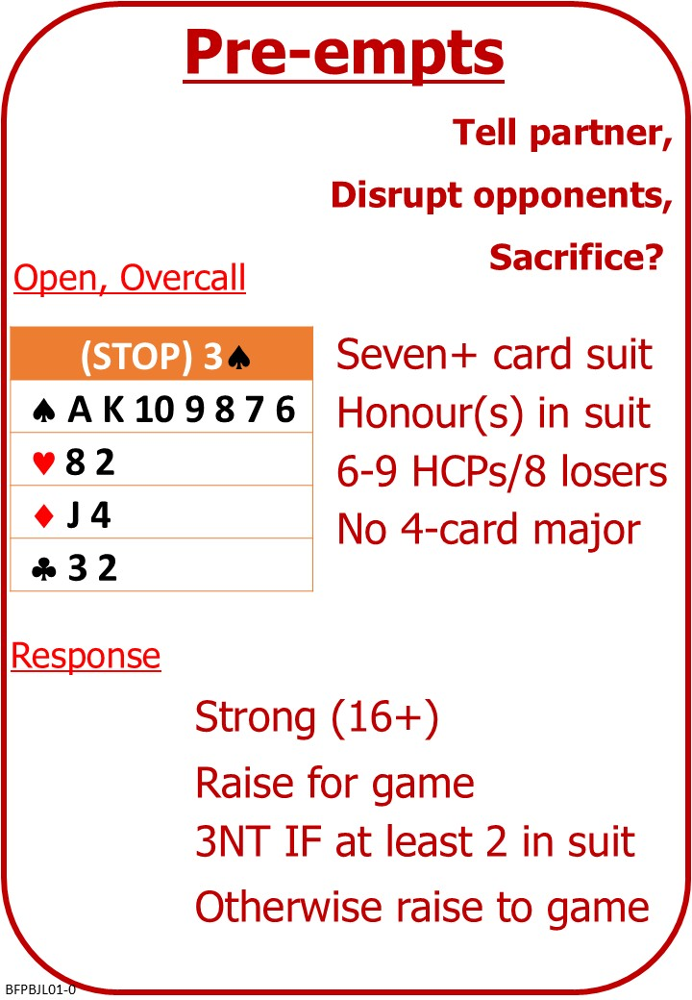 Pre-empts
Tell partner,
Disrupt opponents,
Sacrifice?
Open, Overcall
(STOP) 3♠
♠ A K 10 9 8 7 6
♥ 8 2
♦ J 4
♣ 3 2
Seven+ card suit
Honour(s) in suit
6-9 HCPs/8 losers
No 4-card major
Response
Strong (16+)
Raise for game
3NT IF at least 2 in suit
Otherwise raise to game
BFPBJL01-0